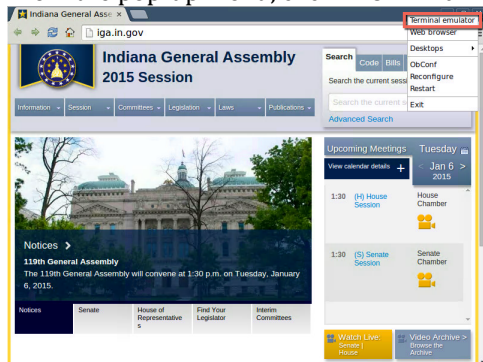 Indiana General Asse ×
iga.in.gov
Terminal emulator
Web browser
Desktops
ObConf
Reconfigure
Restart
Exit
Indiana General Assembly
2015 Session
Information
Session
Committees
Legislation
Laws
Publications
Search
Code
Bills
Search the current sess
Search the current s
Advanced Search
Notices >
119th General Assembly
The 119th General Assembly will convene at 1:30 p.m. on Tuesday, January
6, 2015.
Notices
Senate
House of
Representative
s
Find Your
Legislator
Interim
Committees
Upcoming Meetings
Tuesday
View calendar details +
< Jan 6 >
2015
1:30
(H) House
Session
House
Chamber
1:30
(S) Senate
Session
Senate
Chamber
Watch Live
Senate |
House
Video Archive >
Browse the
Archive